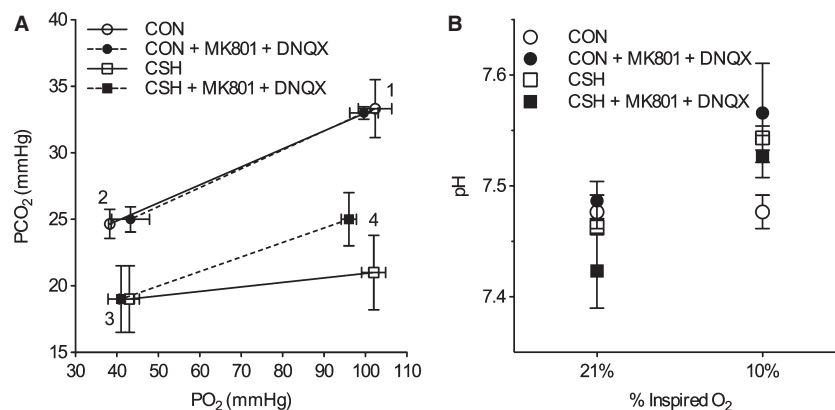 A
CON
CON + MK801 + DNQX
CSH
CSH + MK801 + DNQX
40
35
30
25
20
15
PCO₂ (mmHg)
1
2
3
4
30 40 50 60 70 80 90 100 110
PO₂ (mmHg)
B
CON
CON + MK801 + DNQX
CSH
CSH + MK801 + DNQX
7.6
7.5
7.4
pH
21% 10%
% Inspired O₂